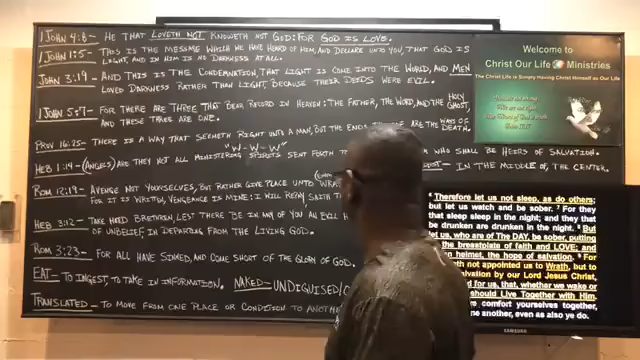 1 JOHN 4:8 - HE THAT LOVETH NOT KNOWETH NOT GOD: FOR GOD IS LOVE.
1 JOHN 1:5 - THIS IS THE MESSAGE WHICH WE HAVE HEARD OF HIM, AND DECLARE UNTO YOU, THAT GOD IS
LIGHT, AND IN HIM IS NO DARKNESS AT ALL.
JOHN 3:19 - AND THIS IS THE CONDEMNATION, THAT LIGHT IS COME INTO THE WORLD, AND MEN
LOVED DARKNESS RATHER THAN LIGHT, BECAUSE THEIR DEEDS WERE EVIL.
1 JOHN 5:7 - FOR THERE ARE THREE THAT BEAR RECORD IN HEAVEN: THE FATHER, THE WORD, AND THE HOLY GHOST,
AND THESE THREE ARE ONE.
PROV 16:25 - THERE IS A WAY THAT SEEMETH RIGHT UNTO A MAN, BUT THE ENDS ARE THE WAYS OF DEATH.
"W-W-W"
HEB 1:14 - (ANGELS) ARE THEY NOT ALL MINISTERING SPIRITS SENT FORTH WHO SHALL BE HEIRS OF SALVATION.
- IN THE MIDDLE OF, THE CENTER.
ROM 12:19 - AVENGE NOT YOURSELVES, BUT RATHER GIVE PLACE UNTO
FOR IT IS WRITTEN, VENGEANCE IS MINE; I WILL REPAY, SAITH
HEB 3:12 - TAKE HEED BRETHREN, LEST THERE BE IN ANY OF YOU AN EVIL
OF UNBELIEF IN DEPARTING FROM THE LIVING GOD.
ROM 3:23 - FOR ALL HAVE SINNED, AND COME SHORT OF THE GLORY OF GOD.
EAT - TO INGEST, TO TAKE IN INFORMATION. NAKED - UNDIGUISED/
TRANSLATED - TO MOVE FROM ONE PLACE OR CONDITION TO
Welcome to
Christ Our Life Ministries
The Christ Life is Simply Having Christ Himself as Our Life
6 Therefore let us not sleep, as do others;
but let us watch and be sober. 7 For they
that sleep sleep in the night; and they that
be drunken are drunken in the night. 8 But
let us, who are of The DAY, be sober, putting
the breastplate of faith and LOVE; and
helmet, the hope of salvation. 9 For
not appointed us to Wrath, but to
salvation by our Lord Jesus Christ,
for us, that whether we wake or
should Live Together with Him.
comfort yourselves together,
one another, even as also ye do.
SAMSUNG